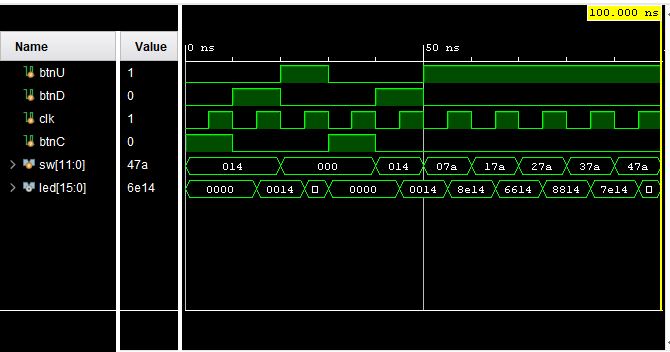 100.000 ns
Name Value 0 ns 50 ns
btnU 1
btnD 0
clk 1
btnC 0
sw[11:0] 47a 014 000 014 07a 17a 27a 37a 47a
led[15:0] 6e14 0000 0014 0000 0014 8e14 6614 8814 7e14